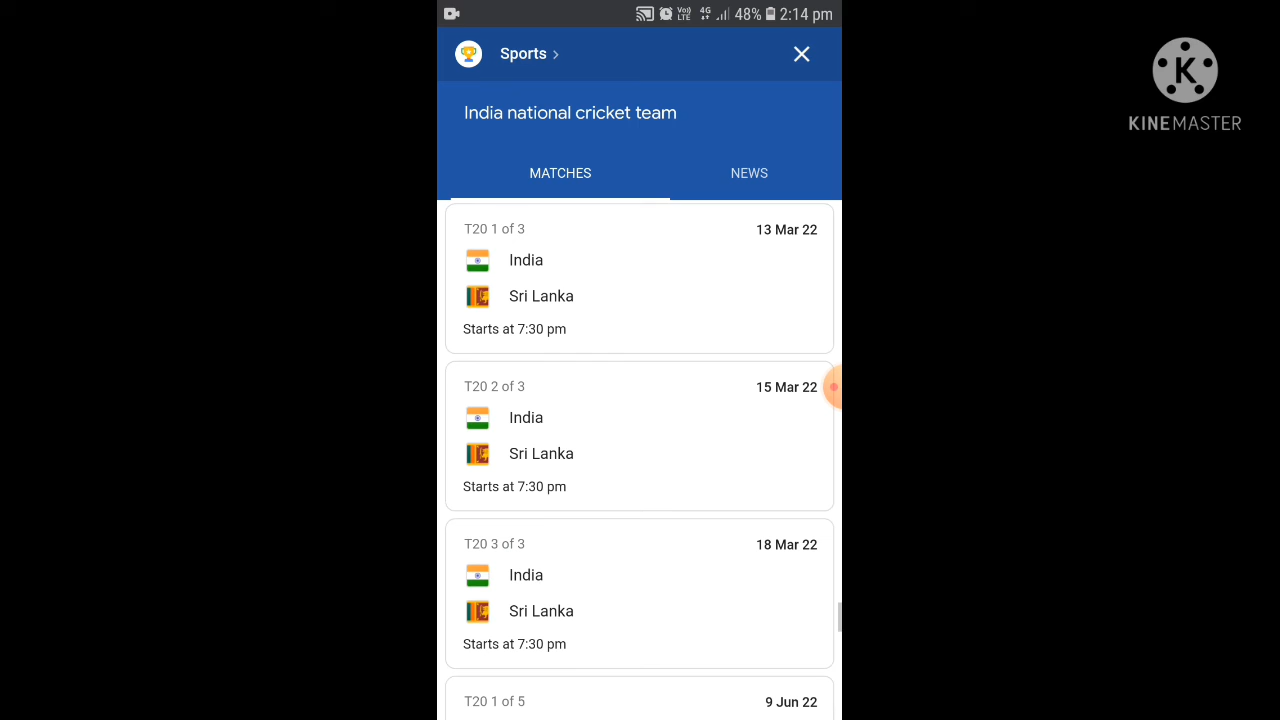 Vo) 4G 48% 2:14 pm
LTE
Sports >
K
KINEMASTER
India national cricket team
MATCHES NEWS
T20 1 of 3 13 Mar 22
India
Sri Lanka
Starts at 7:30 pm
T20 2 of 3 15 Mar 22
India
Sri Lanka
Starts at 7:30 pm
T20 3 of 3 18 Mar 22
India
Sri Lanka
Starts at 7:30 pm
T20 1 of 5 9 Jun 22